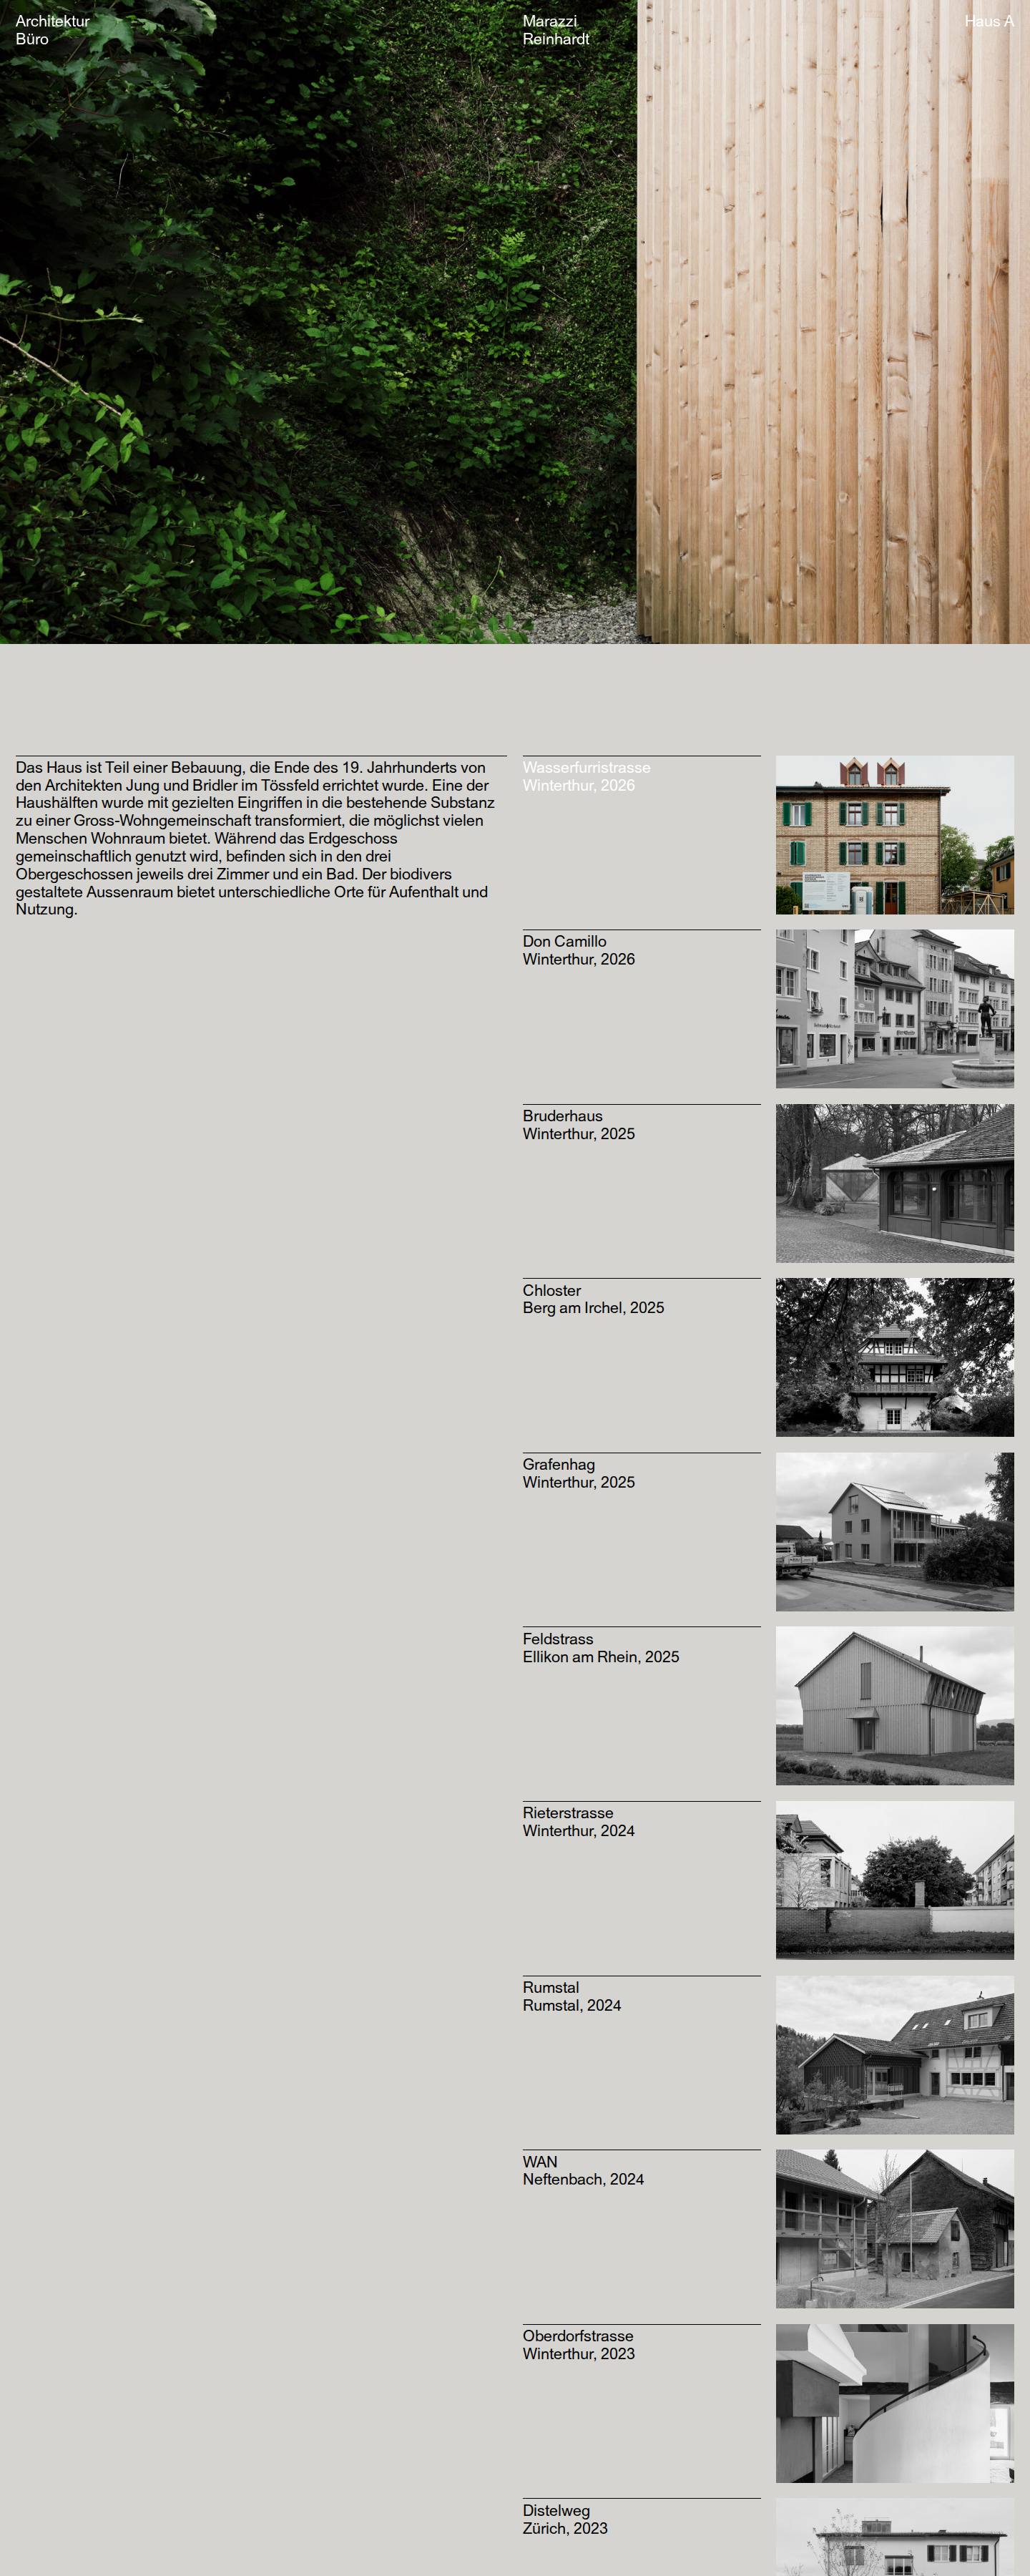 Architektur
Büro
Marazzi
Reinhardt
Haus A
Das Haus ist Teil einer Bebauung, die Ende des 19. Jahrhunderts von
den Architekten Jung und Bridler im Tössfeld errichtet wurde. Eine der
Haushälften wurde mit gezielten Eingriffen in die bestehende Substanz
zu einer Gross-Wohngemeinschaft transformiert, die möglichst vielen
Menschen Wohnraum bietet. Während das Erdgeschoss
gemeinschaftlich genutzt wird, befinden sich in den drei
Obergeschossen jeweils drei Zimmer und ein Bad. Der biodivers
gestaltete Aussenraum bietet unterschiedliche Orte für Aufenthalt und
Nutzung.
Wasserfurristrasse
Winterthur, 2026
Don Camillo
Winterthur, 2026
Bruderhaus
Winterthur, 2025
Chloster
Berg am Irchel, 2025
Grafenhag
Winterthur, 2025
Feldstrass
Ellikon am Rhein, 2025
Rieterstrasse
Winterthur, 2024
Rumstal
Rumstal, 2024
WAN
Neftenbach, 2024
Oberdorfstrasse
Winterthur, 2023
Distelweg
Zürich, 2023